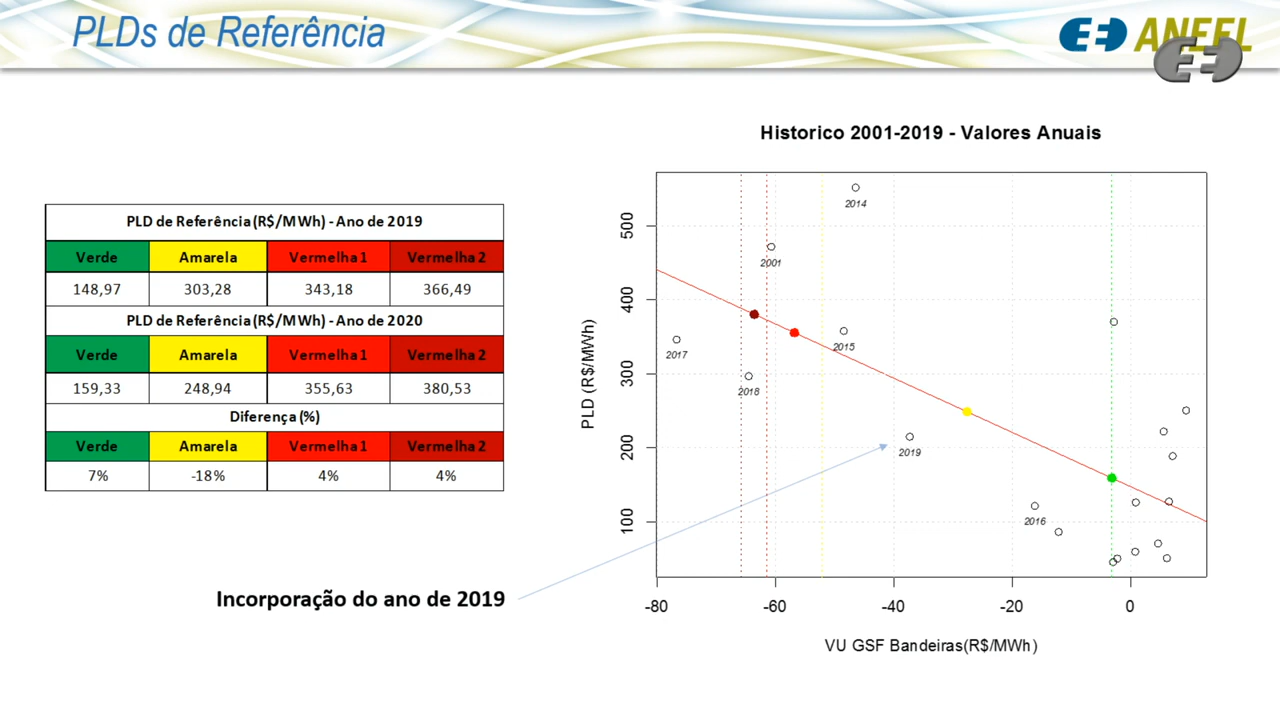 PLDs de Referência
ANEEL
Historico 2001-2019 - Valores Anuais
PLD de Referência (R$/MWh) - Ano de 2019
Verde Amarela Vermelha 1 Vermelha 2
148,97 303,28 343,18 366,49
PLD de Referência (R$/MWh) - Ano de 2020
Verde Amarela Vermelha 1 Vermelha 2
159,33 248,94 355,63 380,53
Diferença (%)
Verde Amarela Vermelha 1 Vermelha 2
7% -18% 4% 4%
Incorporação do ano de 2019
PLD (R$/MWh)
500
400
300
200
100
2014
2001
2015
2017
2018
2019
2016
-80 -60 -40 -20 0
VU GSF Bandeiras(R$/MWh)